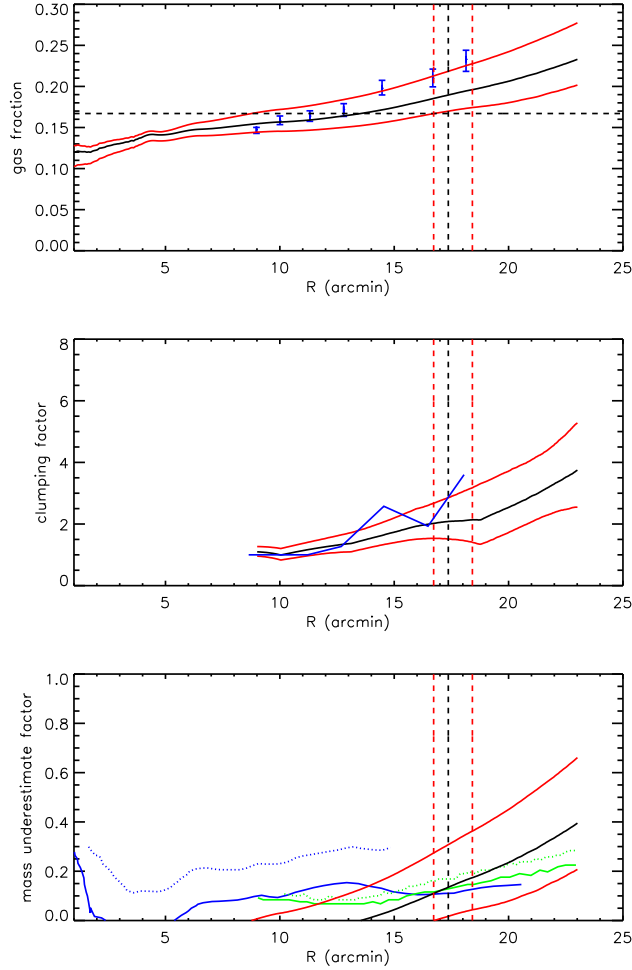 0.30
0.25
0.20
0.15
0.10
0.05
0.00
gas fraction
5 10 15 20 25
R (arcmin)
8
6
4
2
0
clumping factor
5 10 15 20 25
R (arcmin)
1.0
0.8
0.6
0.4
0.2
0.0
mass underestimate factor
5 10 15 20 25
R (arcmin)